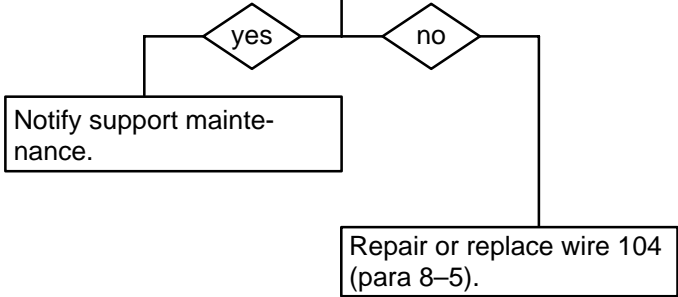 yes
no
Notify support mainte-
nance.
Repair or replace wire 104
(para 8–5).